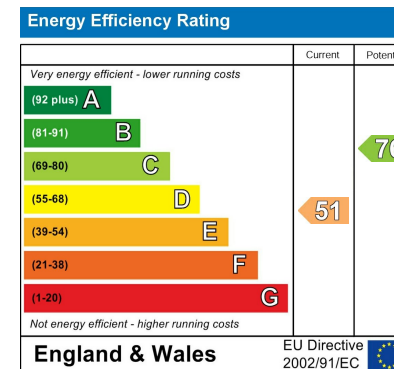 Energy Efficiency Rating
Current
Very energy efficient - lower running costs
(92 plus) A
(81-91) B
(69-80) C
(55-68) D
(39-54) E
51
(21-38) F
(1-20) G
Not energy efficient - higher running costs
England & Wales
EU Directive
2002/91/EC